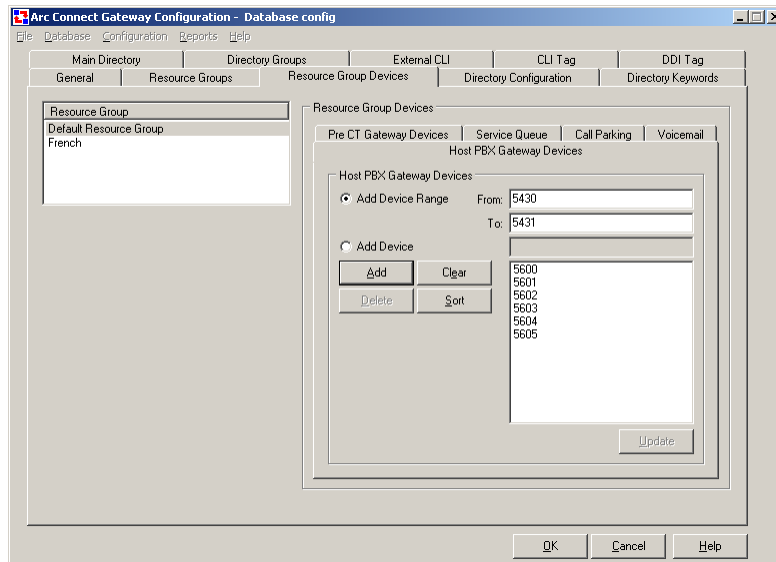 Arc Connect Gateway Configuration - Database config
File Database Configuration Reports Help
Main Directory Directory Groups External CLI CLI Tag DDI Tag
General Resource Groups Resource Group Devices Directory Configuration Directory Keywords
Resource Group
Default Resource Group
French
Resource Group Devices
Pre CT Gateway Devices Service Queue Call Parking Voicemail
Host PBX Gateway Devices
Host PBX Gateway Devices
Add Device Range From: 5430
To: 5431
Add Device
Add Clear
Delete Sort
5600
5601
5602
5603
5604
5605
Update
OK Cancel Help